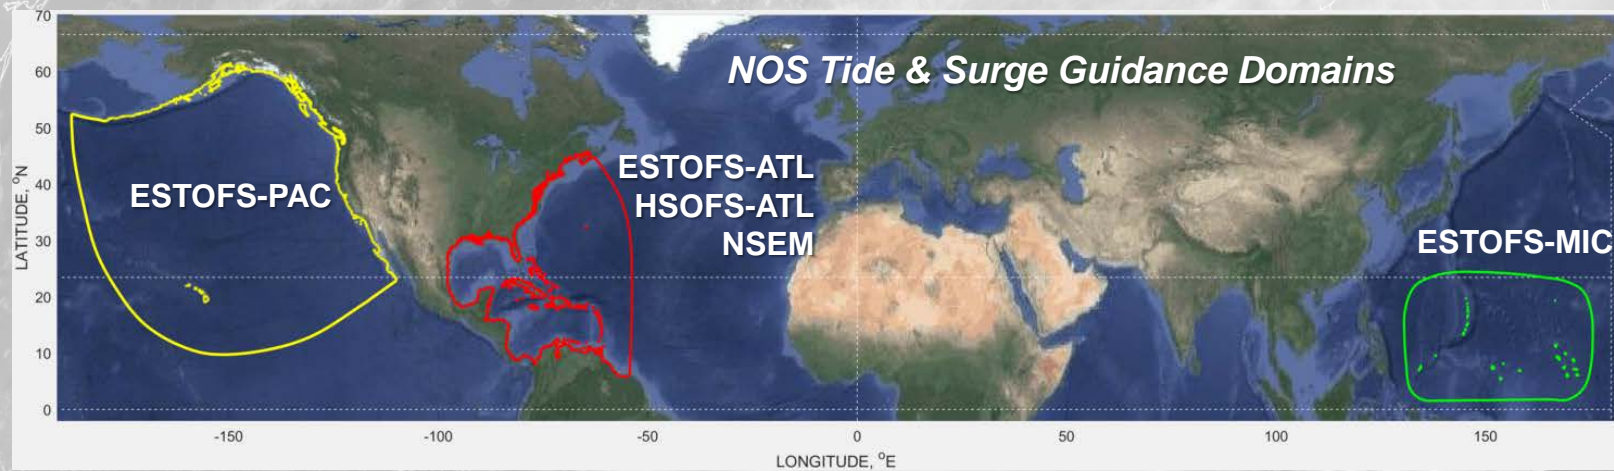 NOS Tide & Surge Guidance Domains
ESTOFS-PAC
ESTOFS-ATL
HSOFS-ATL
NSEM
ESTOFS-MIC
LATITUDE, °N
70
60
50
40
30
20
10
0
-150
-100
-50
0
50
100
150
LONGITUDE, °E